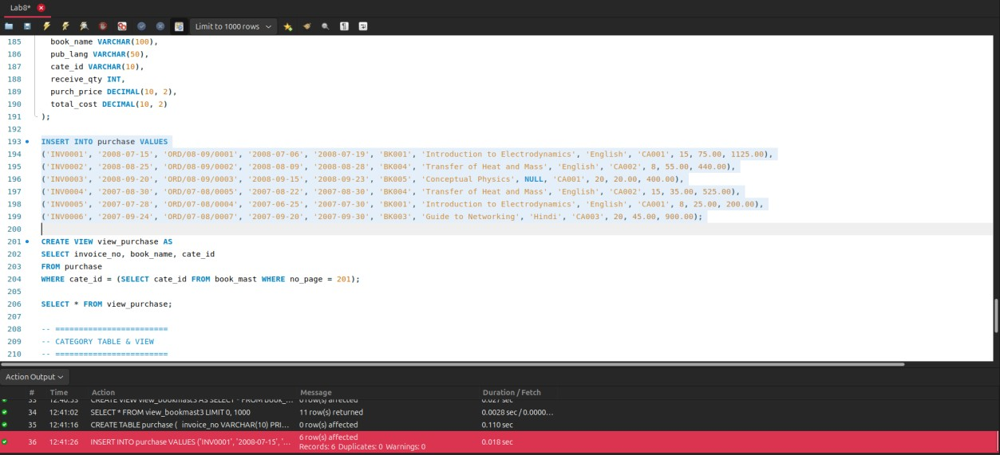 Lab8*
Limit to 1000 rows
185 book_name VARCHAR(100),
186 pub_lang VARCHAR(50),
187 cate_id VARCHAR(10),
188 receive_qty INT,
189 purch_price DECIMAL(10, 2),
190 total_cost DECIMAL(10, 2)
191 );
192
193 INSERT INTO purchase VALUES
194 ('INV0001', '2008-07-15', 'ORD/08-09/0001', '2008-07-06', '2008-07-19', 'BK001', 'Introduction to Electrodynamics', 'English', 'CA001', 15, 75.00, 1125.00),
195 ('INV0002', '2008-08-25', 'ORD/08-09/0002', '2008-08-09', '2008-08-28', 'BK004', 'Transfer of Heat and Mass', 'English', 'CA002', 8, 55.00, 440.00),
196 ('INV0003', '2008-09-20', 'ORD/08-09/0003', '2008-09-15', '2008-09-23', 'BK005', 'Conceptual Physics', NULL, 'CA001', 20, 20.00, 400.00),
197 ('INV0004', '2007-08-30', 'ORD/07-08/0005', '2007-08-22', '2007-08-30', 'BK004', 'Transfer of Heat and Mass', 'English', 'CA002', 15, 35.00, 525.00),
198 ('INV0005', '2007-07-28', 'ORD/07-08/0004', '2007-06-25', '2007-07-30', 'BK001', 'Introduction to Electrodynamics', 'English', 'CA001', 8, 25.00, 200.00),
199 ('INV0006', '2007-09-24', 'ORD/07-08/0007', '2007-09-20', '2007-09-30', 'BK003', 'Guide to Networking', 'Hindi', 'CA003', 20, 45.00, 900.00);
200
201 CREATE VIEW view_purchase AS
202 SELECT invoice_no, book_name, cate_id
203 FROM purchase
204 WHERE cate_id = (SELECT cate_id FROM book_mast WHERE no_page = 201);
205
206 SELECT * FROM view_purchase;
207
208 -- ========================
209 -- CATEGORY TABLE & VIEW
210 -- ========================
Action Output
# Time Action Message Duration / Fetch
33 12:40:53 CREATE VIEW view_bookmast3 AS SELECT * FROM book_... 0 row(s) affected 0.027 sec
34 12:41:02 SELECT * FROM view_bookmast3 LIMIT 0, 1000 11 row(s) returned 0.0028 sec / 0.0000...
35 12:41:16 CREATE TABLE purchase ( invoice_no VARCHAR(10) PRI... 0 row(s) affected 0.110 sec
36 12:41:26 INSERT INTO purchase VALUES ('INV0001', '2008-07-15', '... 6 row(s) affected 0.018 sec
Records: 6 Duplicates: 0 Warnings: 0